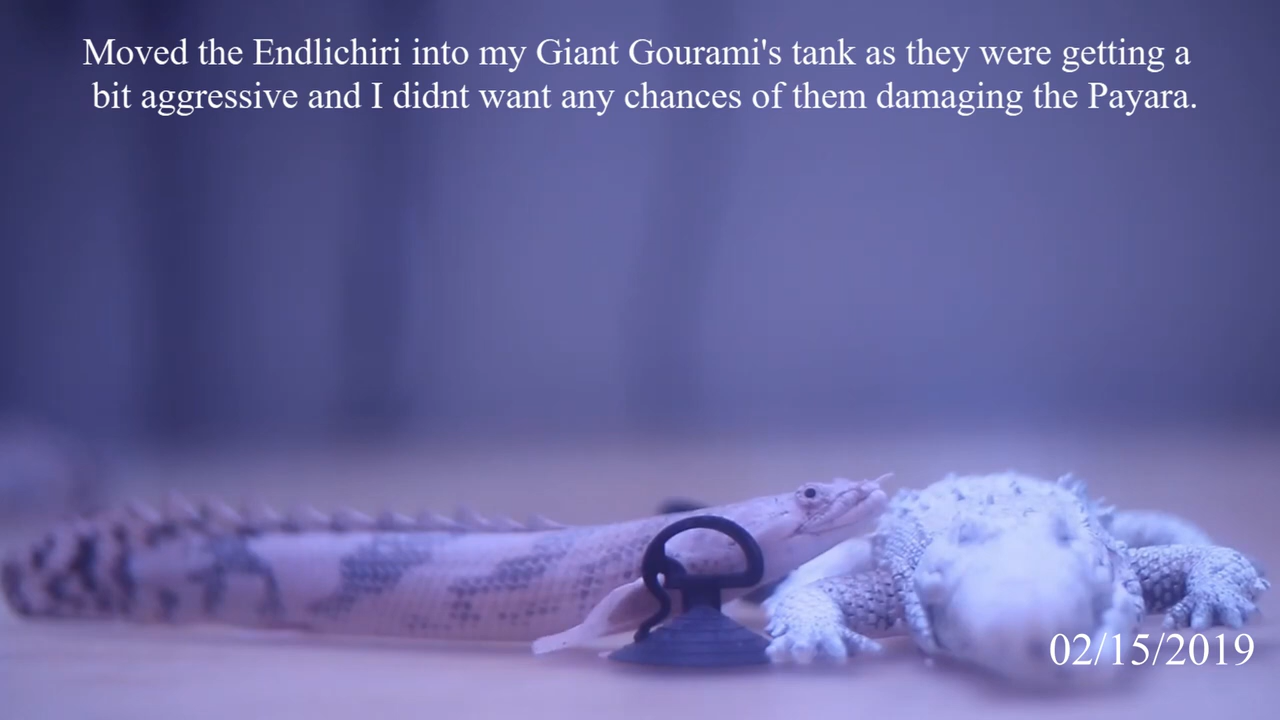 Moved the Endlichiri into my Giant Gourami's tank as they were getting a
bit aggressive and I didnt want any chances of them damaging the Payara.
02/15/2019